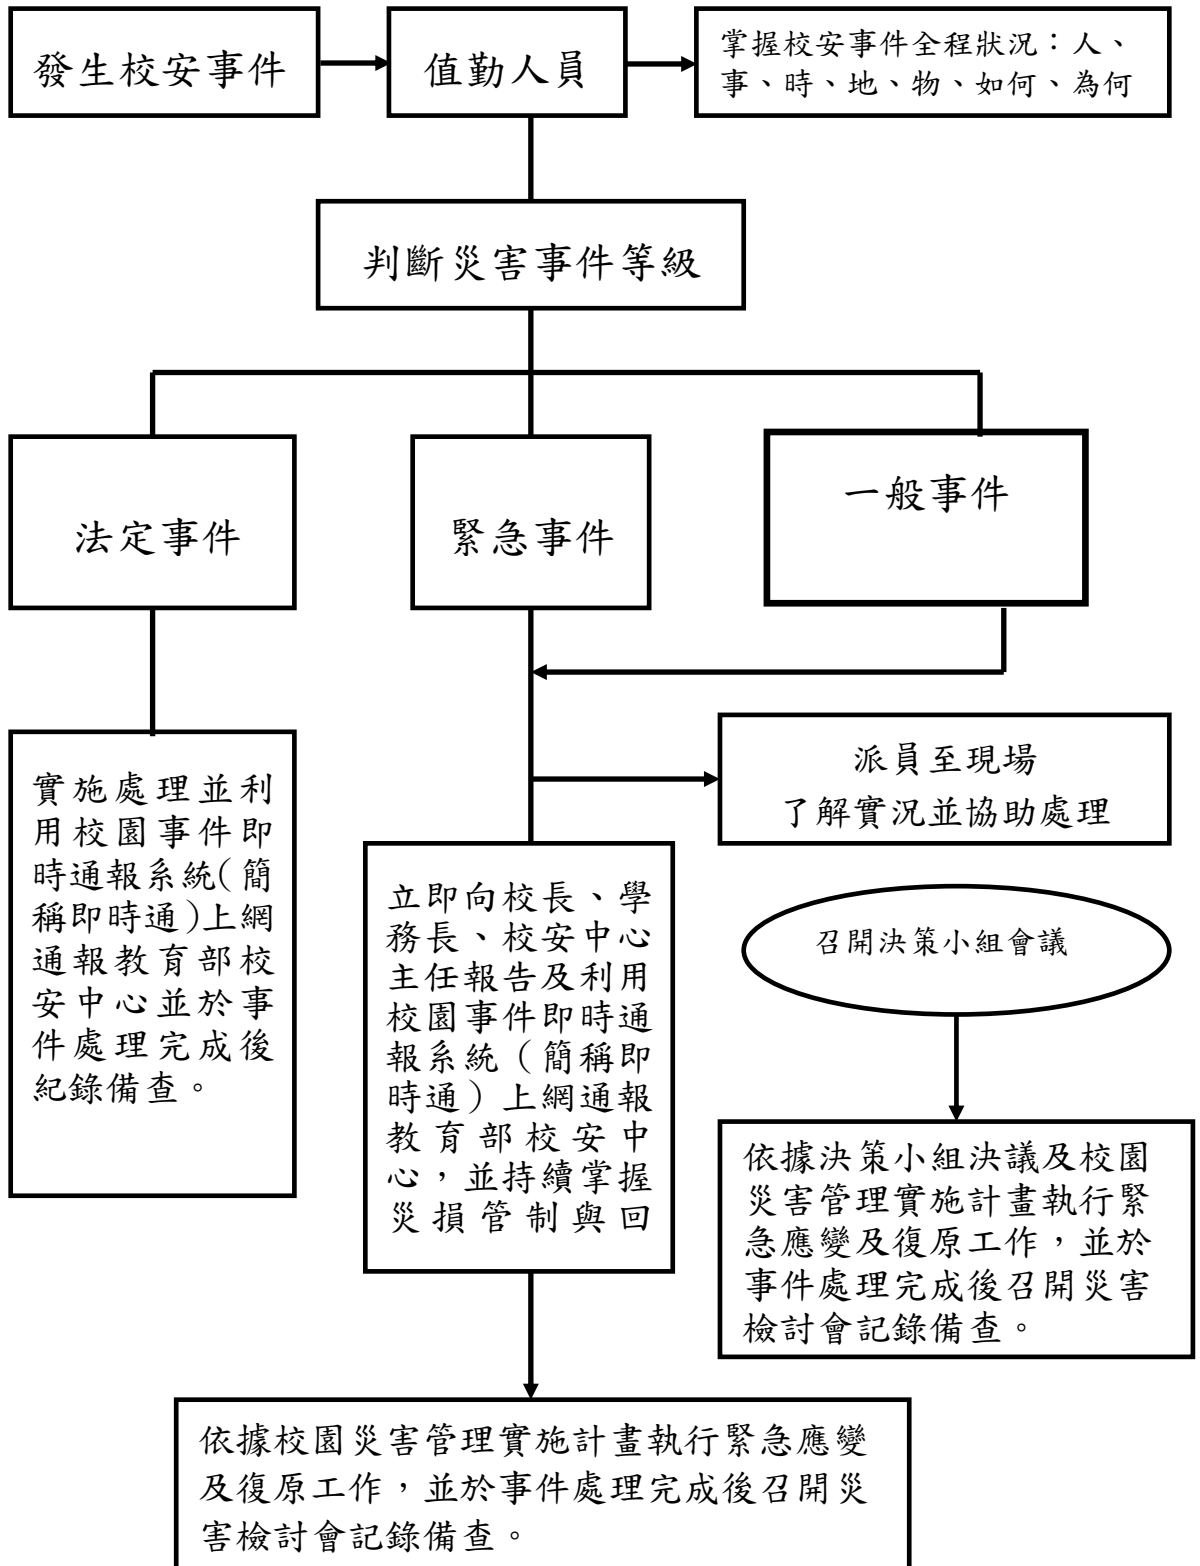 發生校安事件
值勤人員
掌握校安事件全程狀況：人、
事、時、地、物、如何、為何
判斷災害事件等級
法定事件
緊急事件
一般事件
實施處理並利
用校園事件即
時通報系統(簡
稱即時通)上網
通報教育部校
安中心並於事
件處理完成後
紀錄備查。
派員至現場
了解實況並協助處理
立即向校長、學
務長、校安中心
主任報告及利用
校園事件即時通
報系統（簡稱即
時通）上網通報
教育部校安中
心，並持續掌握
災損管制與回
召開決策小組會議
依據決策小組決議及校園
災害管理實施計畫執行緊
急應變及復原工作，並於
事件處理完成後召開災害
檢討會記錄備查。
依據校園災害管理實施計畫執行緊急應變
及復原工作，並於事件處理完成後召開災
害檢討會記錄備查。